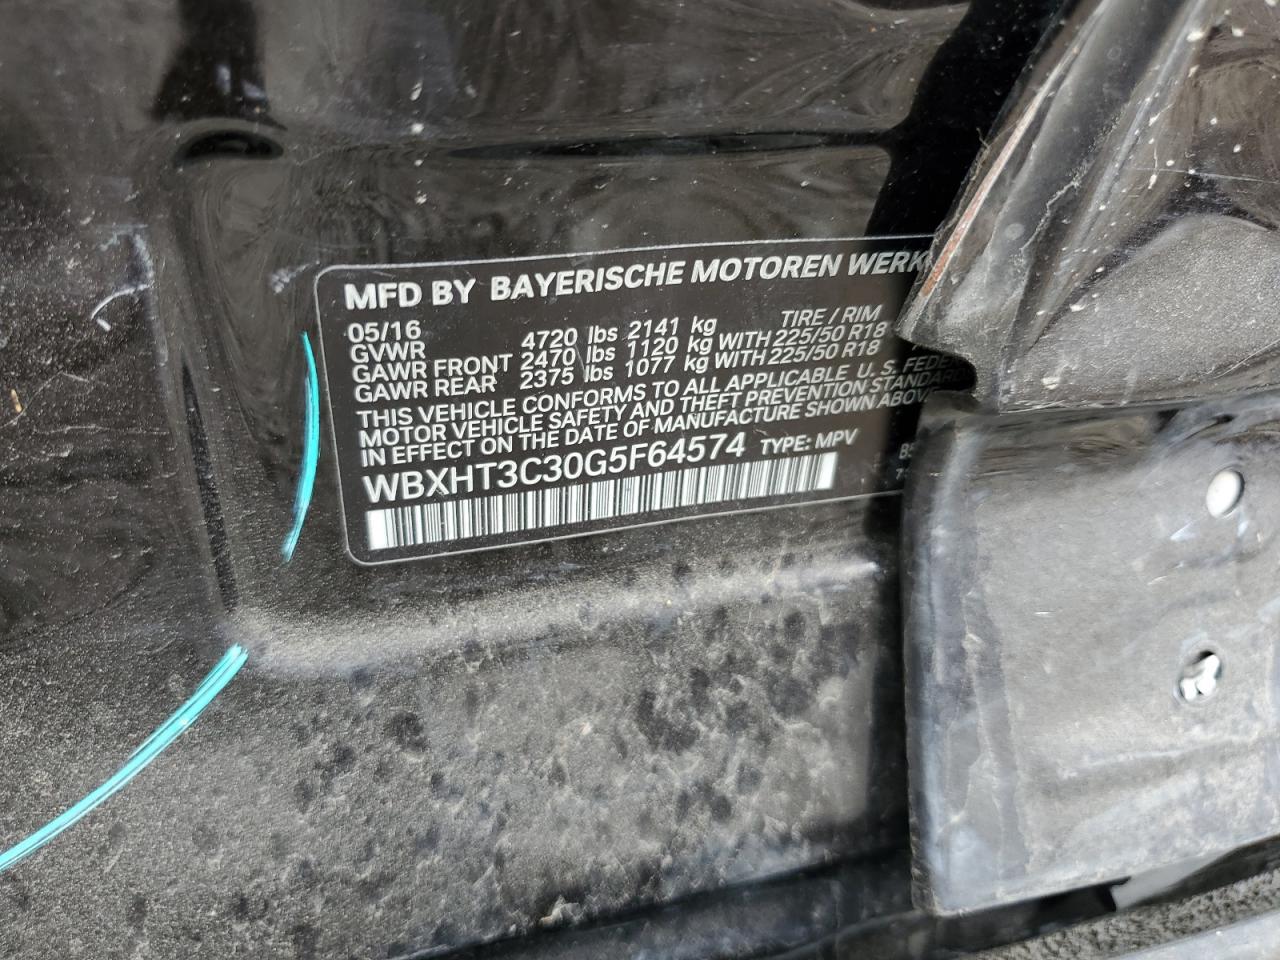 MFD BY BAYERISCHE MOTOREN WERK
05/16 TIRE / RIM
GVWR 4720 lbs 2141 kg
GAWR FRONT 2470 lbs 1120 kg WITH 225/50 R18
GAWR REAR 2375 lbs 1077 kg WITH 225/50 R18
THIS VEHICLE CONFORMS TO ALL APPLICABLE U. S. FEDE
MOTOR VEHICLE SAFETY AND THEFT PREVENTION STANDARD
IN EFFECT ON THE DATE OF MANUFACTURE SHOWN ABOV
WBXHT3C30G5F64574 TYPE: MPV